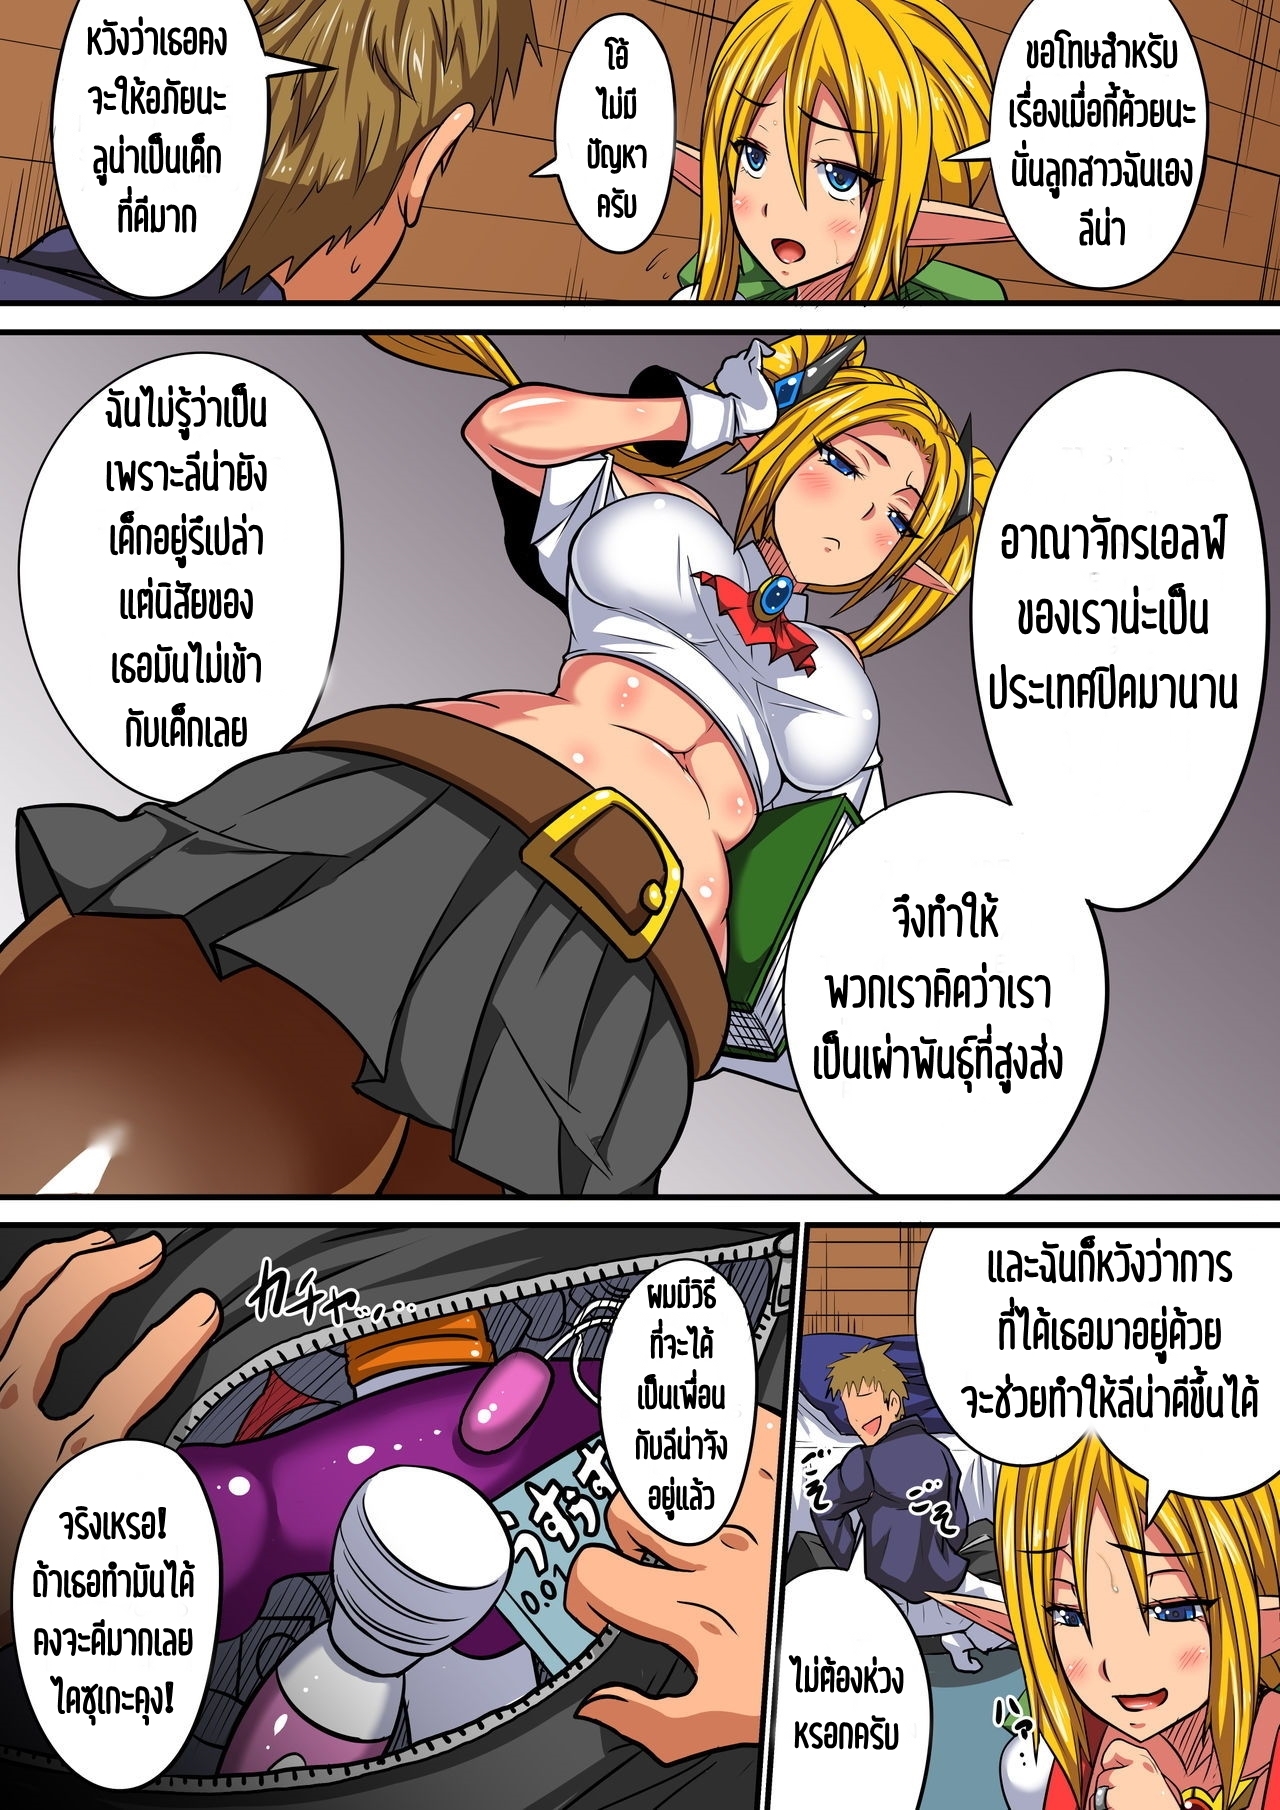 ขอโทษสำหรับ
เรื่องเมื่อกี้ด้วยนะ
นั่นลูกสาวฉันเอง
ลีน่า
โอ้
ไม่มี
ปัญหา
ครับ
หวังว่าเธอคง
จะให้อภัยนะ
ลูน่าเป็นเด็ก
ที่ดีมาก
อาณาจักรเอลฟ์
ของเราน่ะเป็น
ประเทศปิดมานาน
จึงทำให้
พวกเราคิดว่าเรา
เป็นเผ่าพันธุ์ที่สูงส่ง
ฉันไม่รู้ว่าเป็น
เพราะลีน่ายัง
เด็กอยู่รึเปล่า
แต่นิสัยของ
เธอมันไม่เข้า
กับเด็กเลย
และฉันก็หวังว่าการ
ที่ได้เธอมาอยู่ด้วย
จะช่วยทำให้ลีน่าดีขึ้นได้
ไม่ต้องห่วง
หรอกครับ
ผมมีวิธี
ที่จะได้
เป็นเพื่อน
กับลีน่าจัง
อยู่แล้ว
カチャ…
うすうす
0.01
จริงเหรอ!
ถ้าเธอทำมันได้
คงจะดีมากเลย
ไดซุเกะคุง!